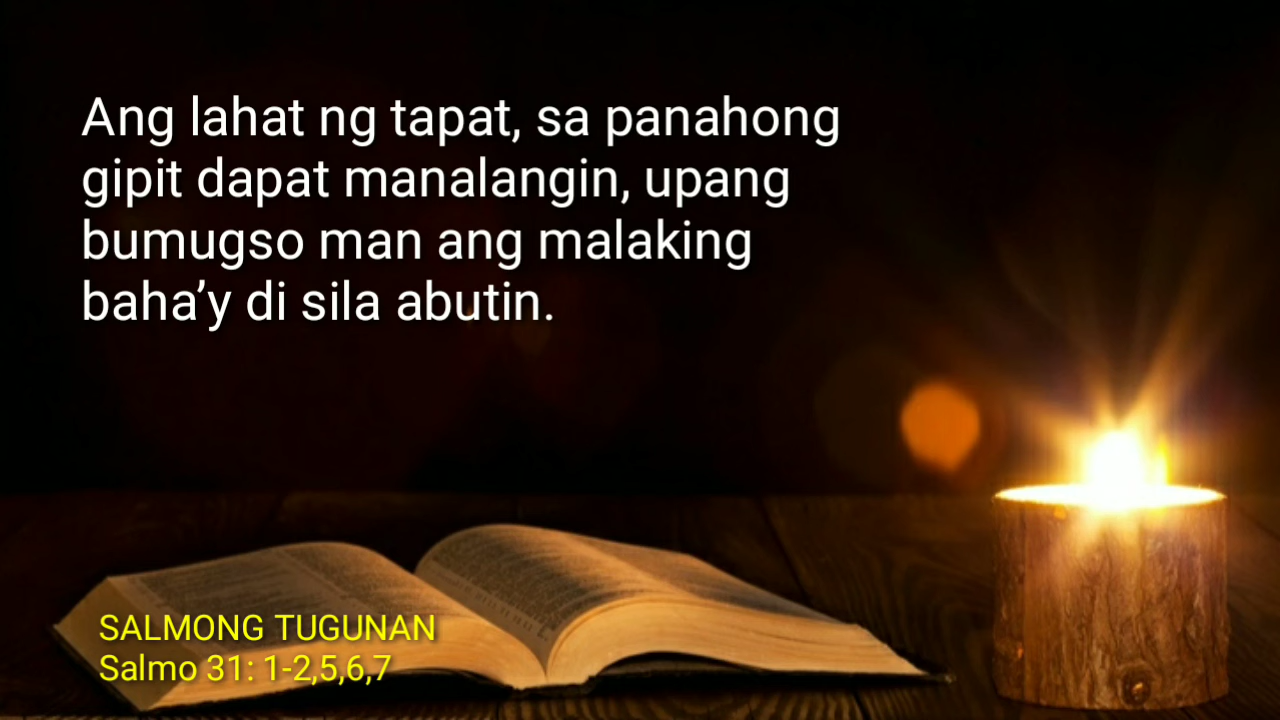 Ang lahat ng tapat, sa panahong
gipit dapat manalangin, upang
bumugso man ang malaking
baha’y di sila abutin.
SALMONG TUGUNAN
Salmo 31: 1-2,5,6,7